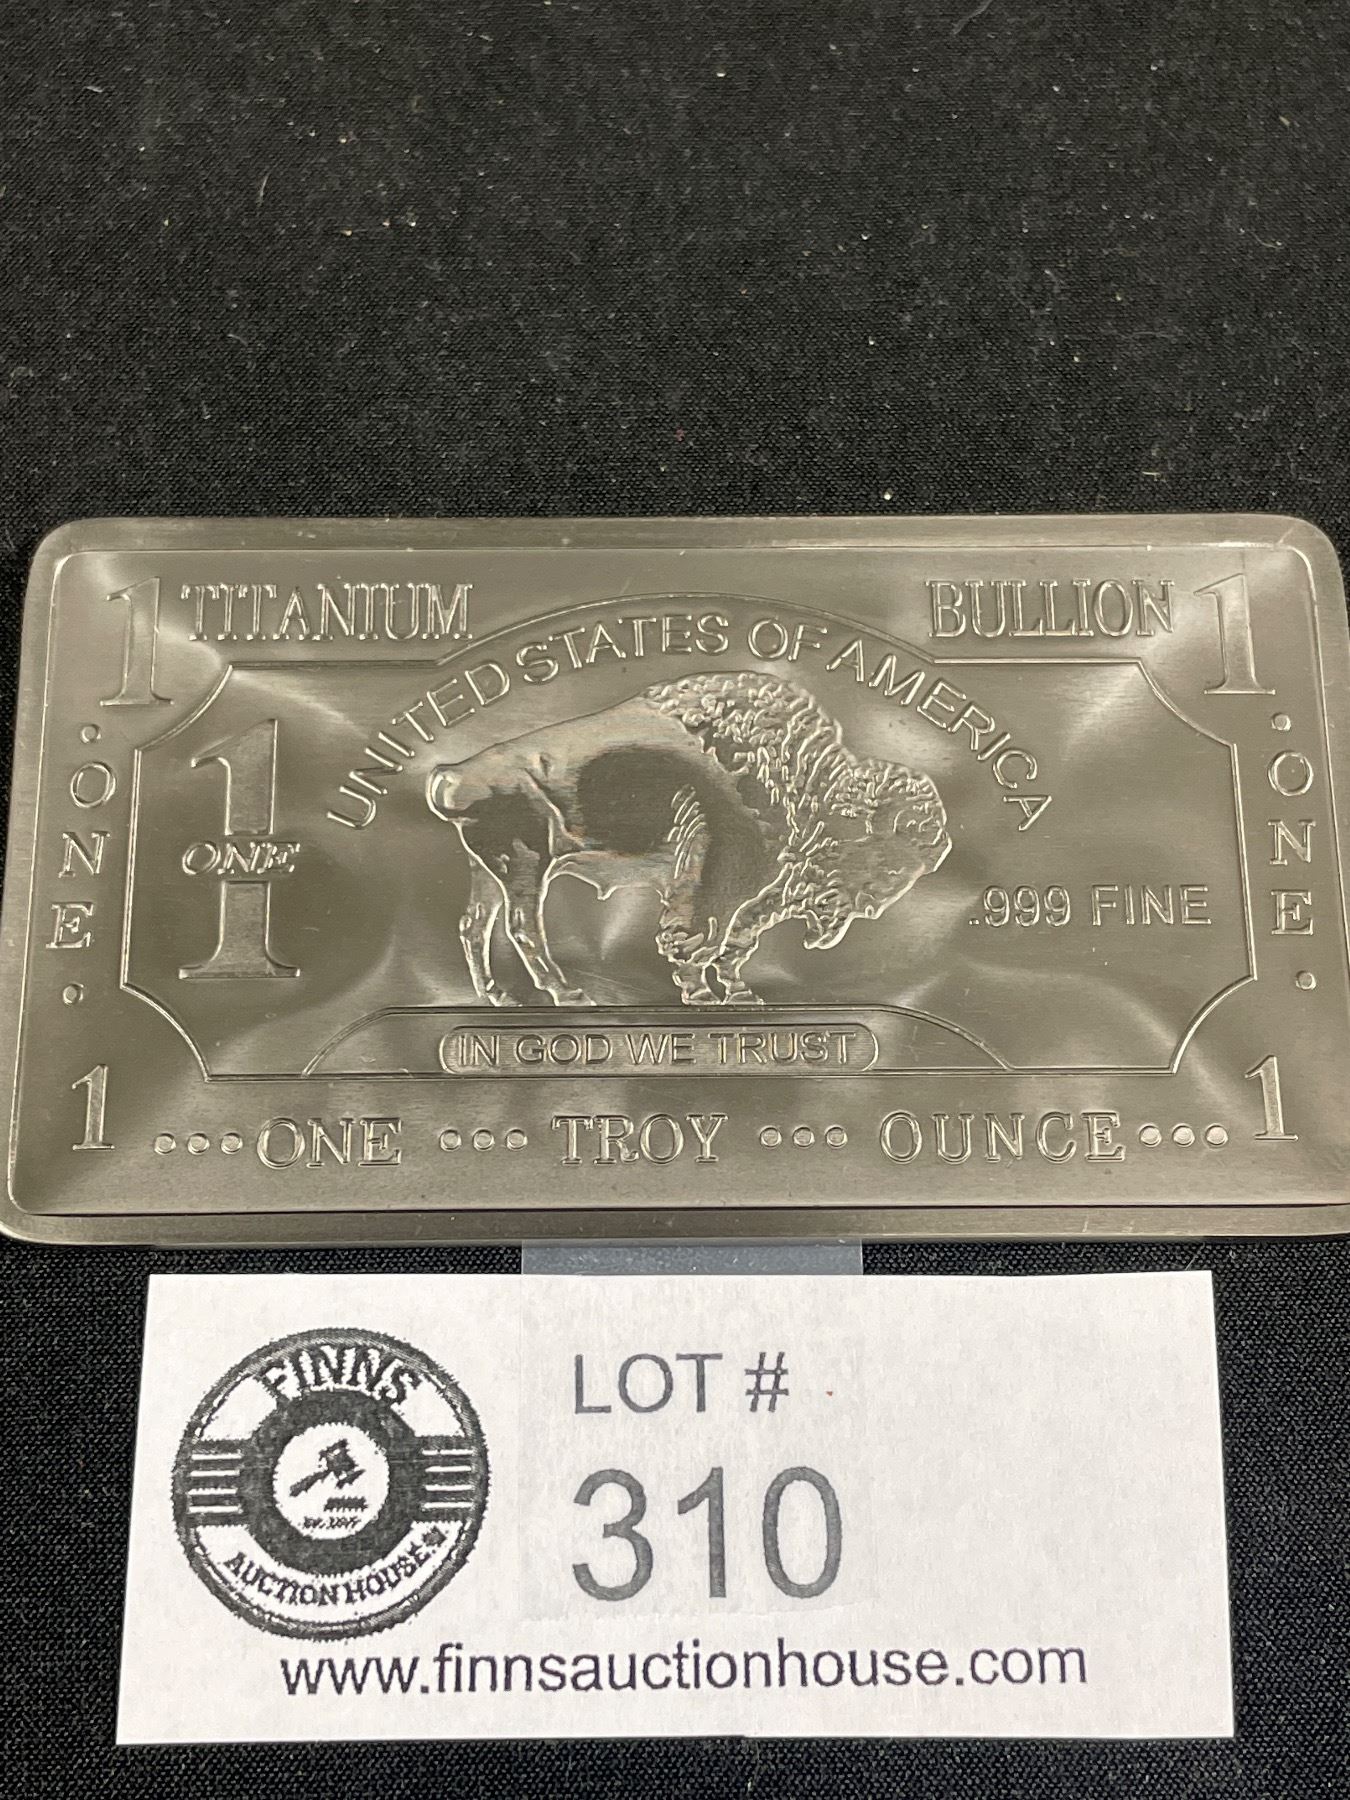 1 TITANIUM BULLION 1
UNITED STATES OF AMERICA
· ONE ·
1
ONE
.999 FINE
· ONE ·
IN GOD WE TRUST
1 ••• ONE ••• TROY ••• OUNCE ••• 1
FINNS
AUCTION HOUSE
LOT #
310
www.finnsauctionhouse.com